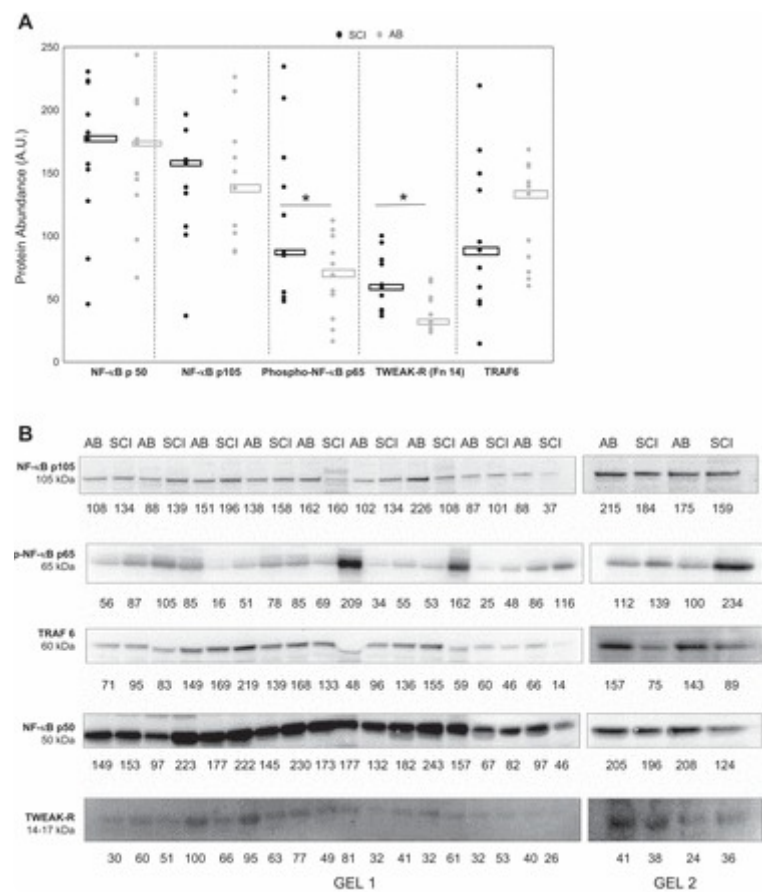 A
SCI AB
250
200
150
100
50
0
Protein Abundance (A.U.)
* *
NF-κB p 50 NF-κB p105 Phospho-NF-κB p65 TWEAK-R (Fn 14) TRAF6
B
AB SCI AB SCI AB SCI AB SCI AB SCI AB SCI AB SCI AB SCI AB SCI AB SCI AB SCI
NF-κB p105
105 kDa
108 134 88 139 151 196 138 158 162 160 102 134 226 108 87 101 88 37 215 184 175 159
p-NF-κB p65
65 kDa
56 87 105 85 16 51 78 85 69 209 34 55 53 162 25 48 86 116 112 139 100 234
TRAF 6
60 kDa
71 95 83 149 169 219 139 168 133 48 96 136 155 59 60 46 66 14 157 75 143 89
NF-κB p50
50 kDa
149 153 97 223 177 222 145 230 173 177 132 182 243 157 67 82 97 46 205 196 208 124
TWEAK-R
14-17 kDa
30 60 51 100 66 95 63 77 49 81 32 41 32 61 32 53 40 26 41 38 24 36
GEL 1 GEL 2